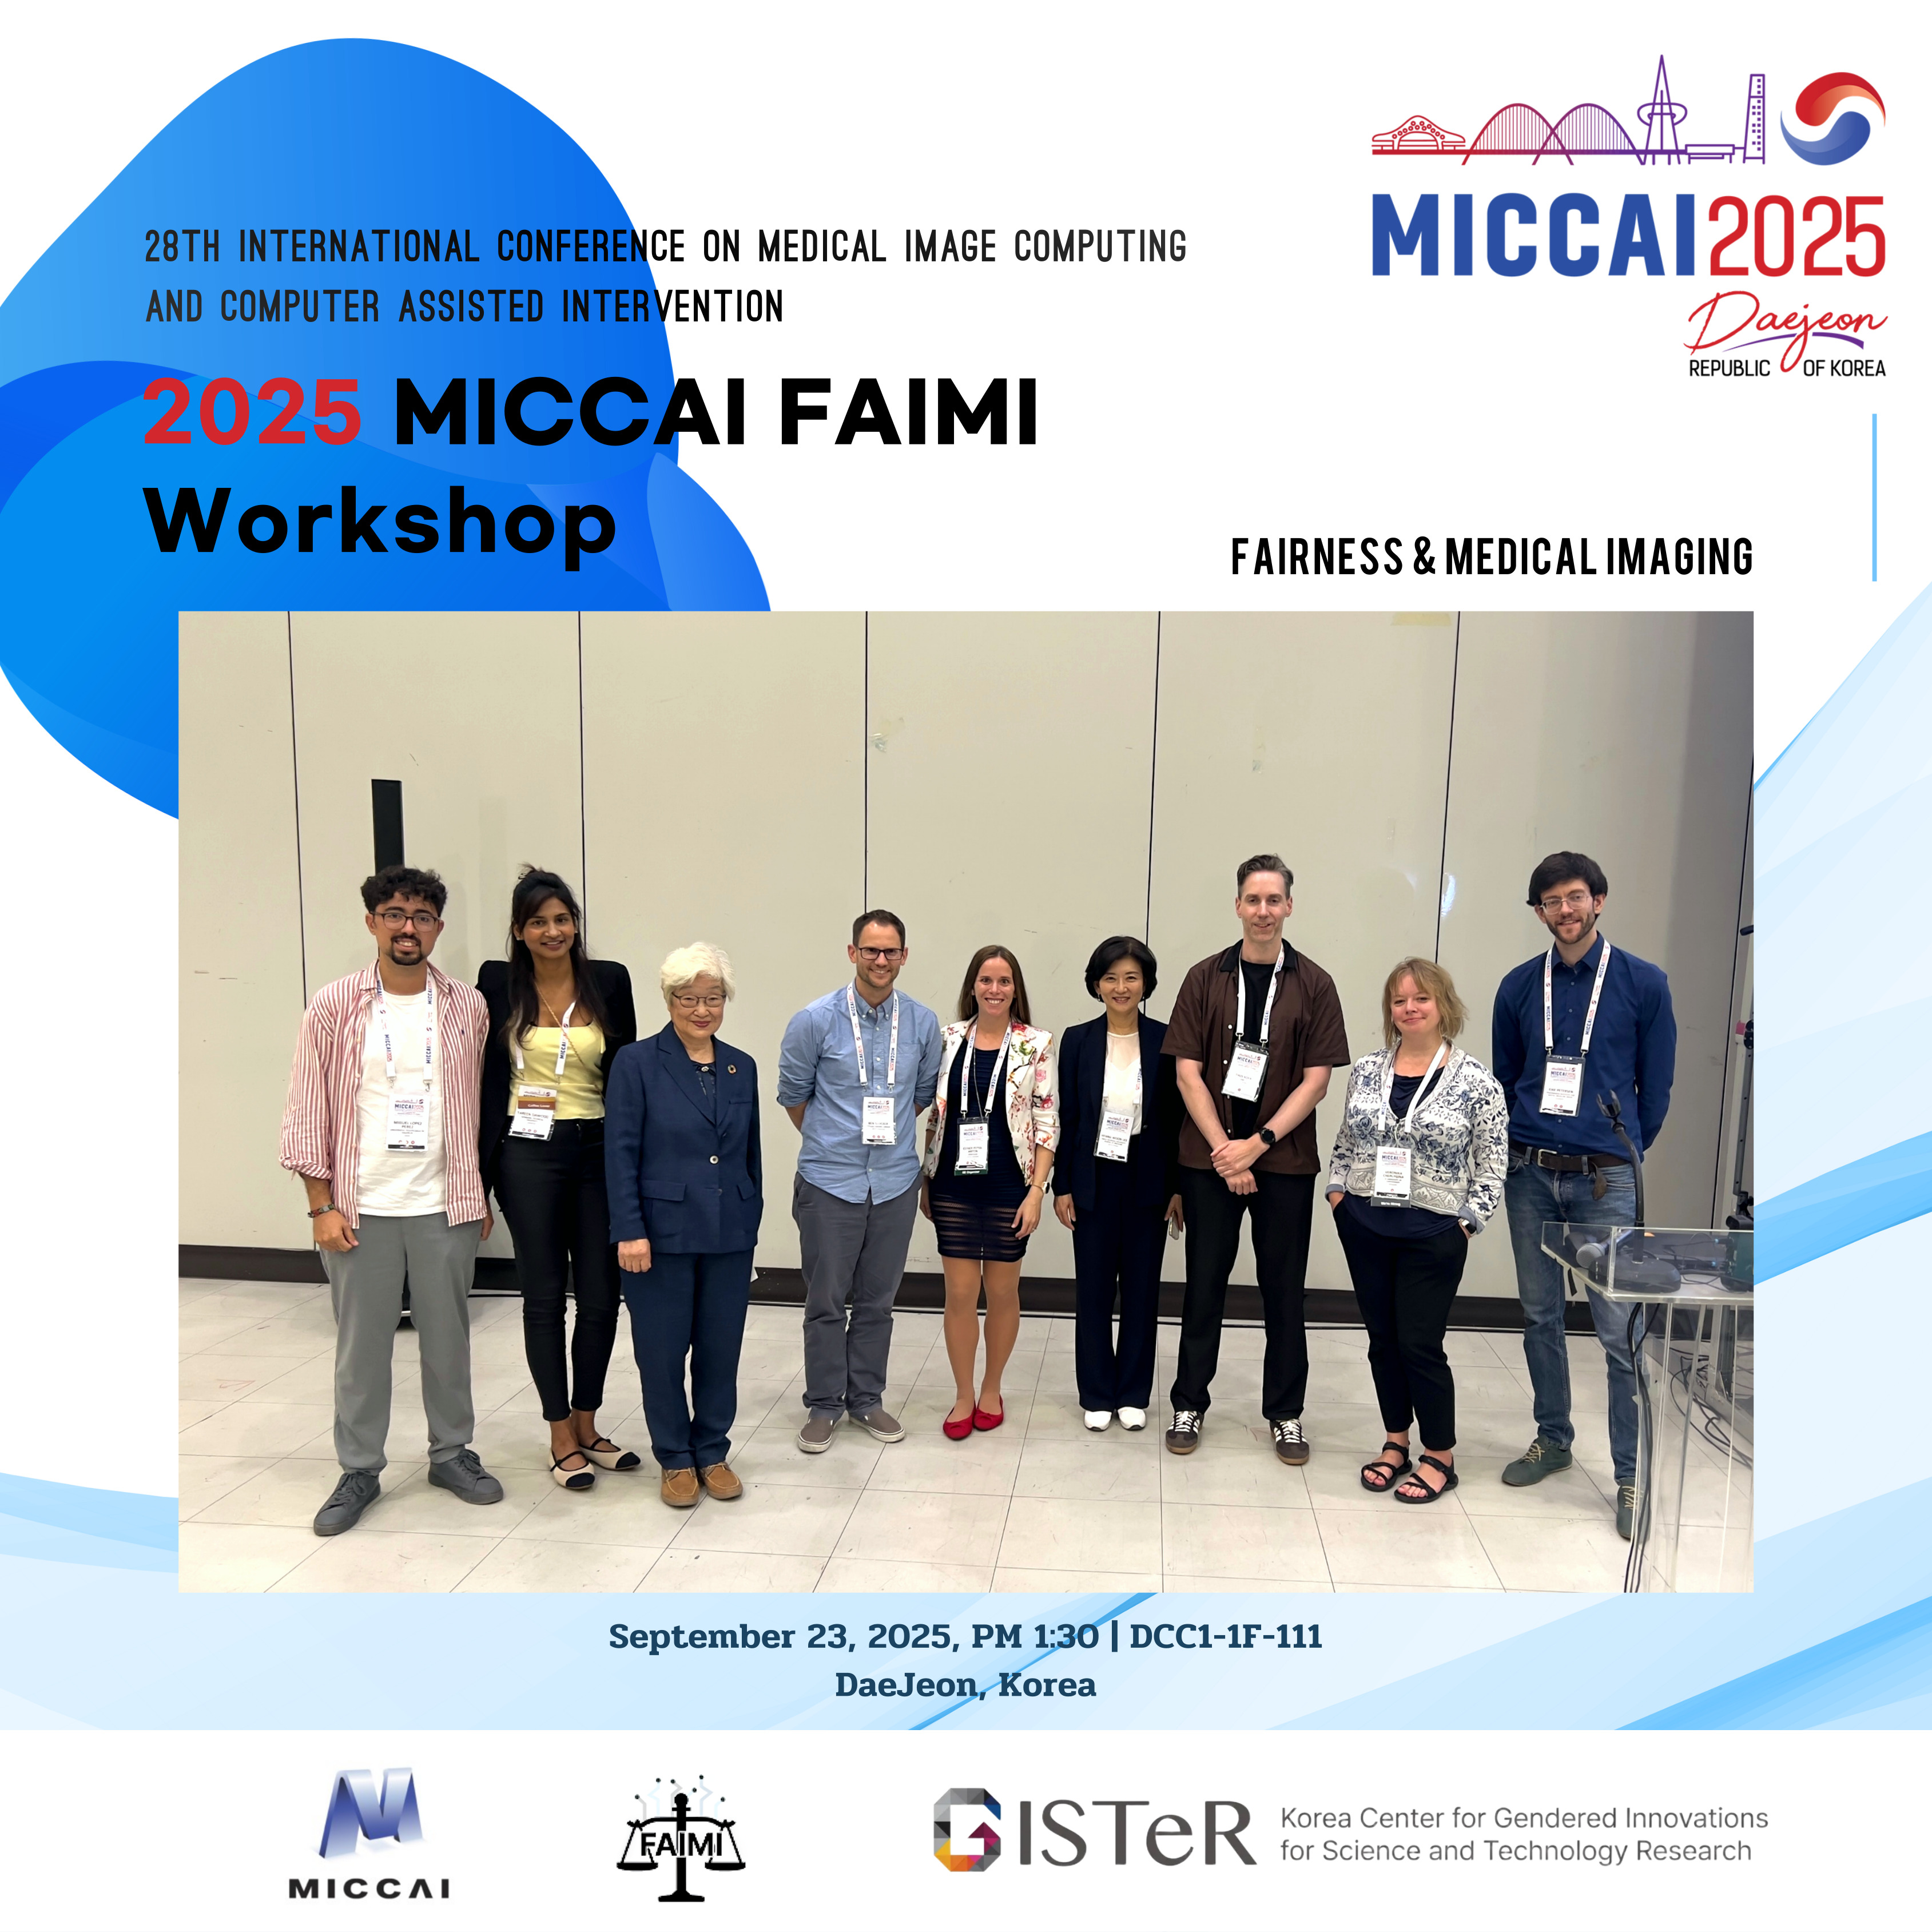 28TH INTERNATIONAL CONFERENCE ON MEDICAL IMAGE COMPUTING
AND COMPUTER ASSISTED INTERVENTION
2025 MICCAI FAIMI
Workshop
MICCAI2025
Daejeon
REPUBLIC OF KOREA
FAIRNESS & MEDICAL IMAGING
September 23, 2025, PM 1:30 | DCC1-1F-111
DaeJeon, Korea
MICCAI
FAIMI
GISTeR
Korea Center for Gendered Innovations
for Science and Technology Research